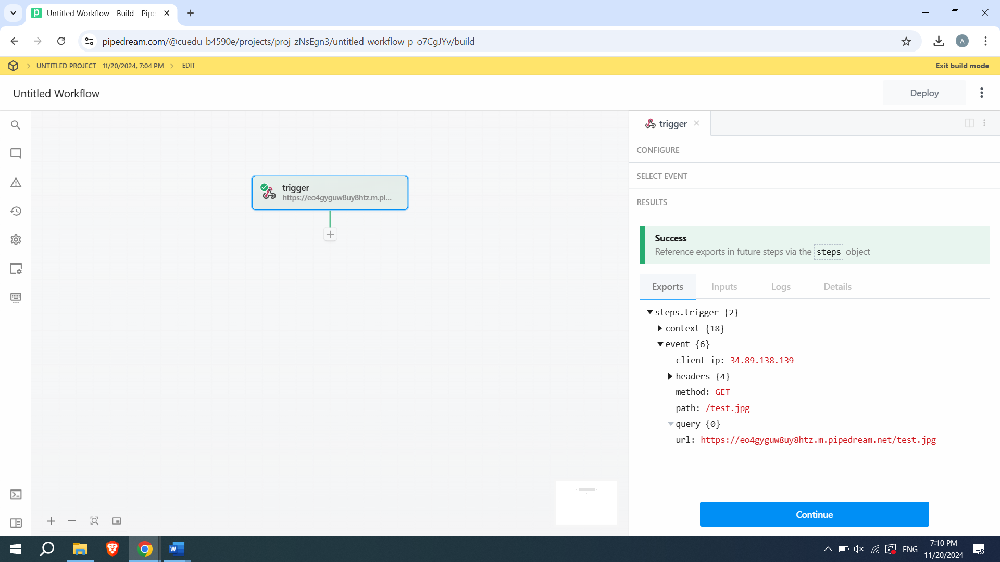 Untitled Workflow - Build - Pipe
pipedream.com/@cuedu-b4590e/projects/proj_zNsEgn3/untitled-workflow-p_o7CgJYv/build
A
UNTITLED PROJECT - 11/20/2024, 7:04 PM
EDIT
Exit build mode
Untitled Workflow
Deploy
trigger
https://eo4gyguw8uy8htz.m.pi...
trigger
CONFIGURE
SELECT EVENT
RESULTS
Success
Reference exports in future steps via the steps object
Exports Inputs Logs Details
steps.trigger {2}
context {18}
event {6}
client_ip: 34.89.138.139
headers {4}
method: GET
path: /test.jpg
query {0}
url: https://eo4gyguw8uy8htz.m.pipedream.net/test.jpg
Continue
ENG
7:10 PM
11/20/2024